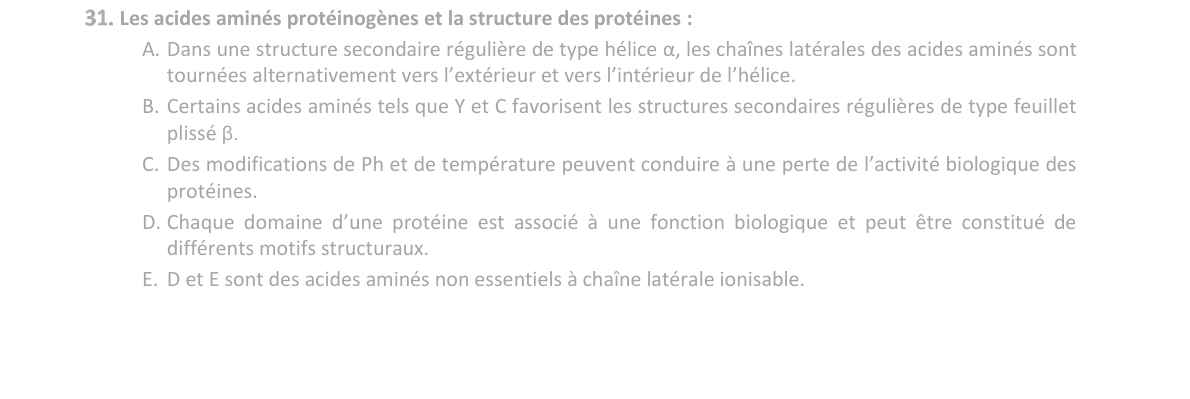 31. Les acides aminés protéinogènes et la structure des protéines :
A. Dans une structure secondaire régulière de type hélice α, les chaînes latérales des acides aminés sont
tournées alternativement vers l’extérieur et vers l’intérieur de l’hélice.
B. Certains acides aminés tels que Y et C favorisent les structures secondaires régulières de type feuillet
plissé β.
C. Des modifications de Ph et de température peuvent conduire à une perte de l’activité biologique des
protéines.
D. Chaque domaine d’une protéine est associé à une fonction biologique et peut être constitué de
différents motifs structuraux.
E. D et E sont des acides aminés non essentiels à chaîne latérale ionisable.